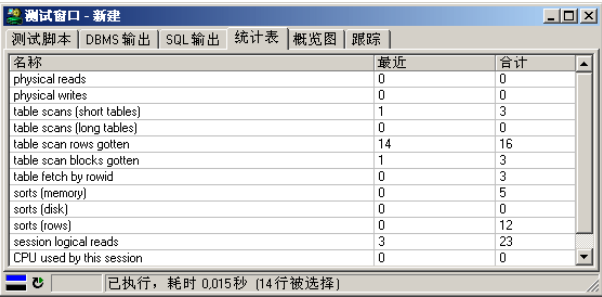 测试窗口 - 新建
测试脚本 DBMS 输出 SQL 输出 统计表 概览图 跟踪
名称 最近 合计
physical reads 0 0
physical writes 0 0
table scans (short tables) 1 3
table scans (long tables) 0 0
table scan rows gotten 14 16
table scan blocks gotten 1 3
table fetch by rowid 0 3
sorts (memory) 0 5
sorts (disk) 0 0
sorts (rows) 0 12
session logical reads 3 23
CPU used by this session 0 0
已执行，耗时 0.015秒 (14行被选择)